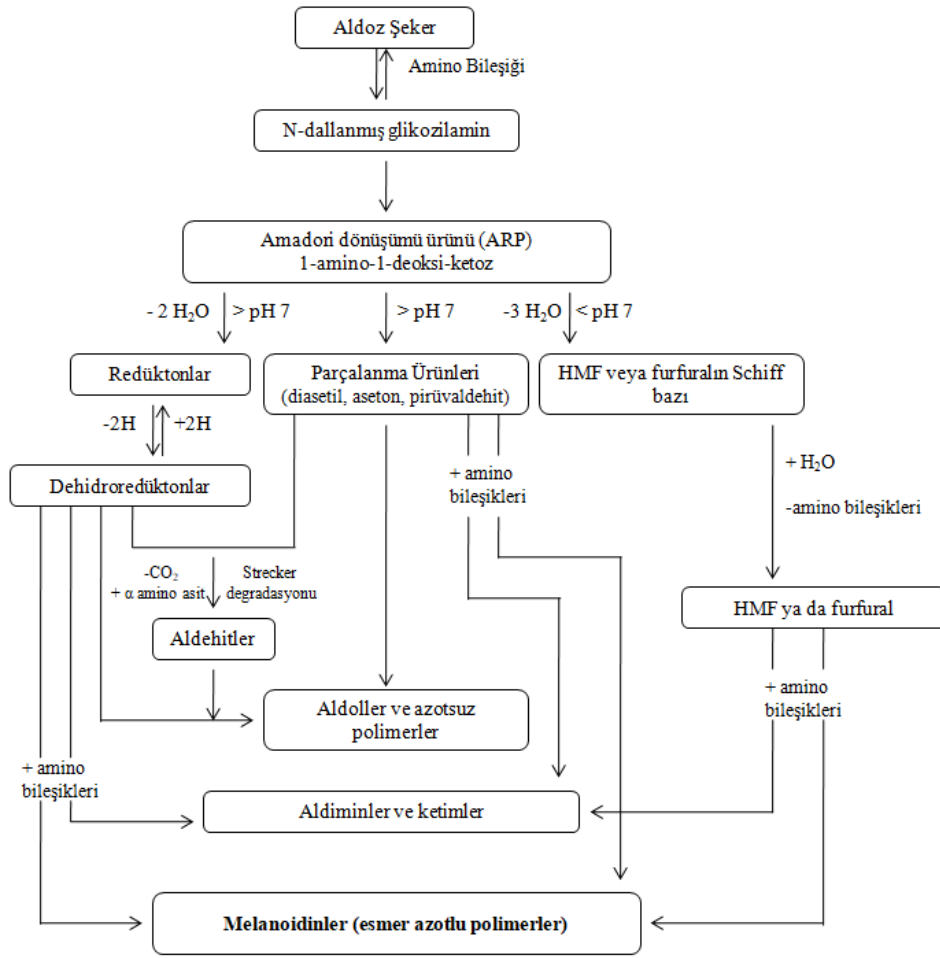 Aldoz Şeker
Amino Bileşiği
N-dallanmış glikozilamin
Amadori dönüşümü ürünü (ARP)
1-amino-1-deoksi-ketoz
- 2 H₂O > pH 7
> pH 7
-3 H₂O < pH 7
Redüktonlar
Parçalanma Ürünleri
(diasetil, aseton, pirüvaldehit)
HMF veya furfuralın Schiff
bazı
-2H +2H
+ H₂O
-amino bileşikleri
+ amino
bileşikleri
Dehidroredüktonlar
-CO₂
+ α amino asit
Strecker
degradasyonu
HMF ya da furfural
Aldehitler
+ amino
bileşikleri
Aldoller ve azotsuz
polimerler
+ amino
bileşikleri
Aldiminler ve ketimler
Melanoidinler (esmer azotlu polimerler)